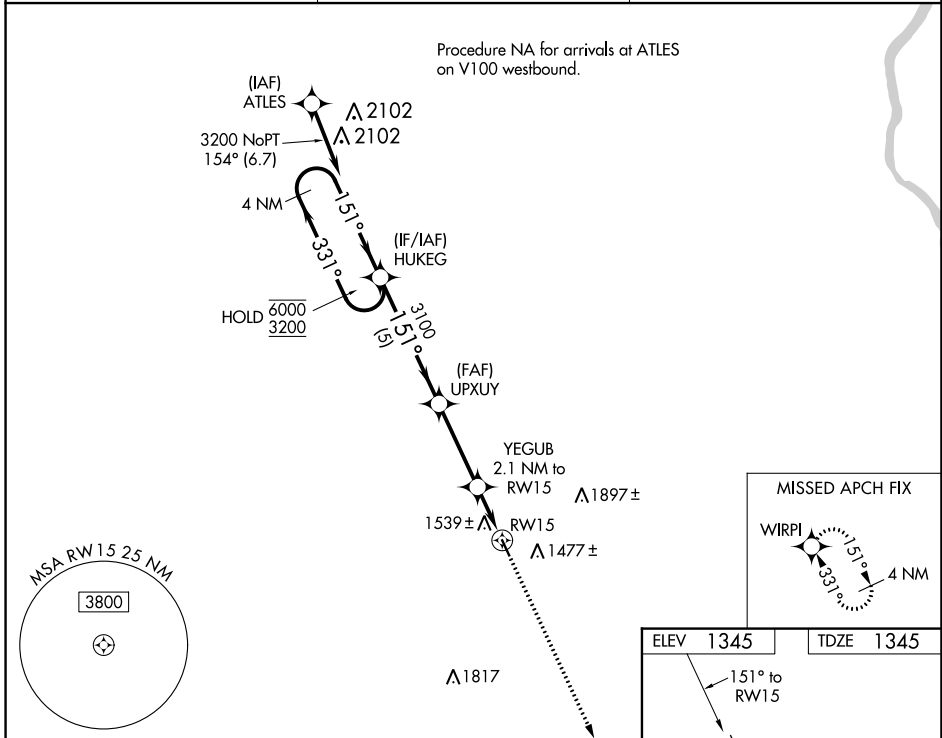 Procedure NA for arrivals at ATLES
on V100 westbound.
(IAF)
ATLES
2102
2102
3200 NoPT
154° (6.7)
4 NM
151°
331°
(IF/IAF)
HUKEG
HOLD 6000
3200
3100
151°
(5)
(FAF)
UPXUY
YEGUB
2.1 NM to
RW15
1897±
1539±
RW15
1477±
MISSED APCH FIX
WIRPI
151°
331°
4 NM
MSA RW15 25 NM
3800
1817
ELEV 1345
TDZE 1345
151° to
RW15